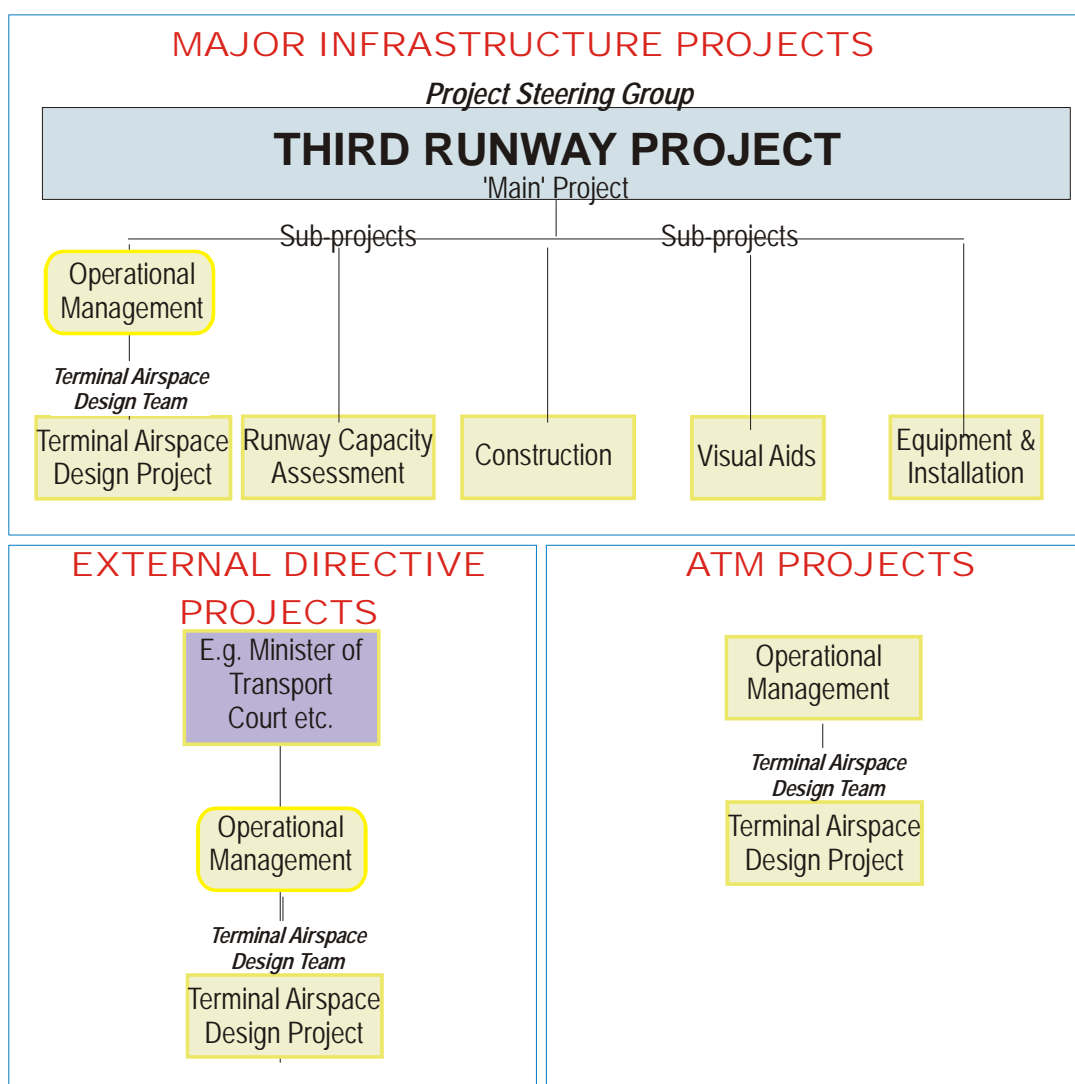 MAJOR INFRASTRUCTURE PROJECTS
Project Steering Group
THIRD RUNWAY PROJECT
'Main' Project
Sub-projects
Sub-projects
Operational
Management
Terminal Airspace
Design Team
Terminal Airspace
Design Project
Runway Capacity
Assessment
Construction
Visual Aids
Equipment &
Installation
EXTERNAL DIRECTIVE
PROJECTS
E.g. Minister of
Transport
Court etc.
Operational
Management
Terminal Airspace
Design Team
Terminal Airspace
Design Project
ATM PROJECTS
Operational
Management
Terminal Airspace
Design Team
Terminal Airspace
Design Project